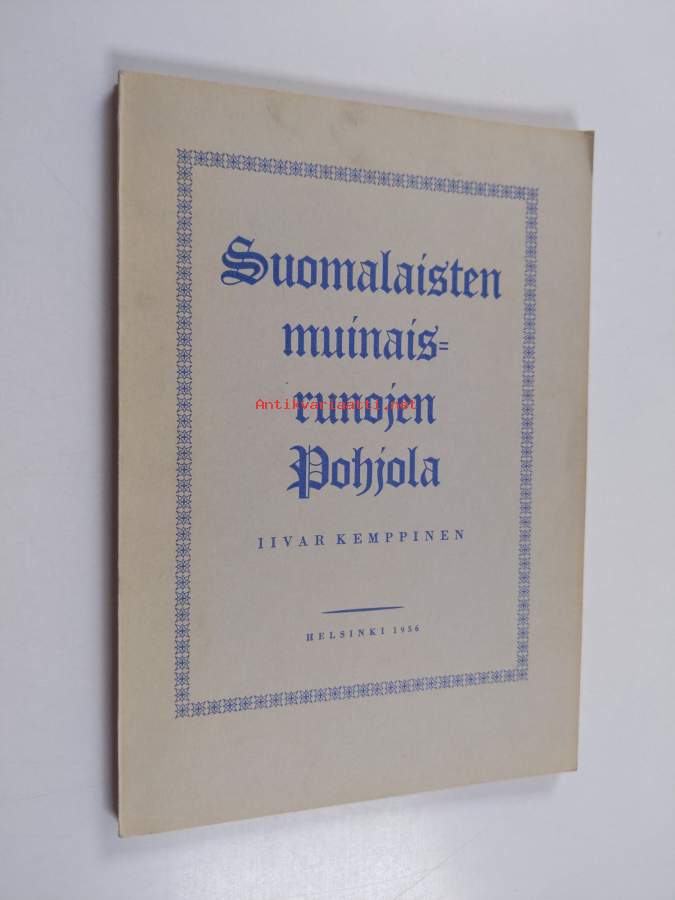 Suomalaisten
muinais=
runojen
Antikvariaatti.net
Pohjola
IIVAR KEMPPINEN
HELSINKI 1956